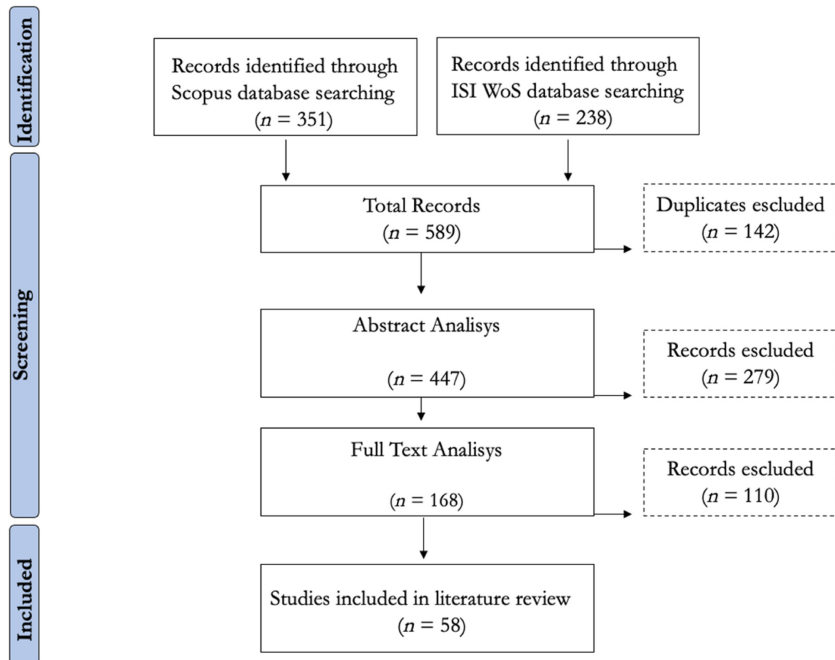 Identification
Records identified through
Scopus database searching
(n = 351)
Records identified through
ISI WoS database searching
(n = 238)
Screening
Total Records
(n = 589)
Duplicates escluded
(n = 142)
Abstract Analisys
(n = 447)
Records escluded
(n = 279)
Full Text Analisys
(n = 168)
Records escluded
(n = 110)
Included
Studies included in literature review
(n = 58)